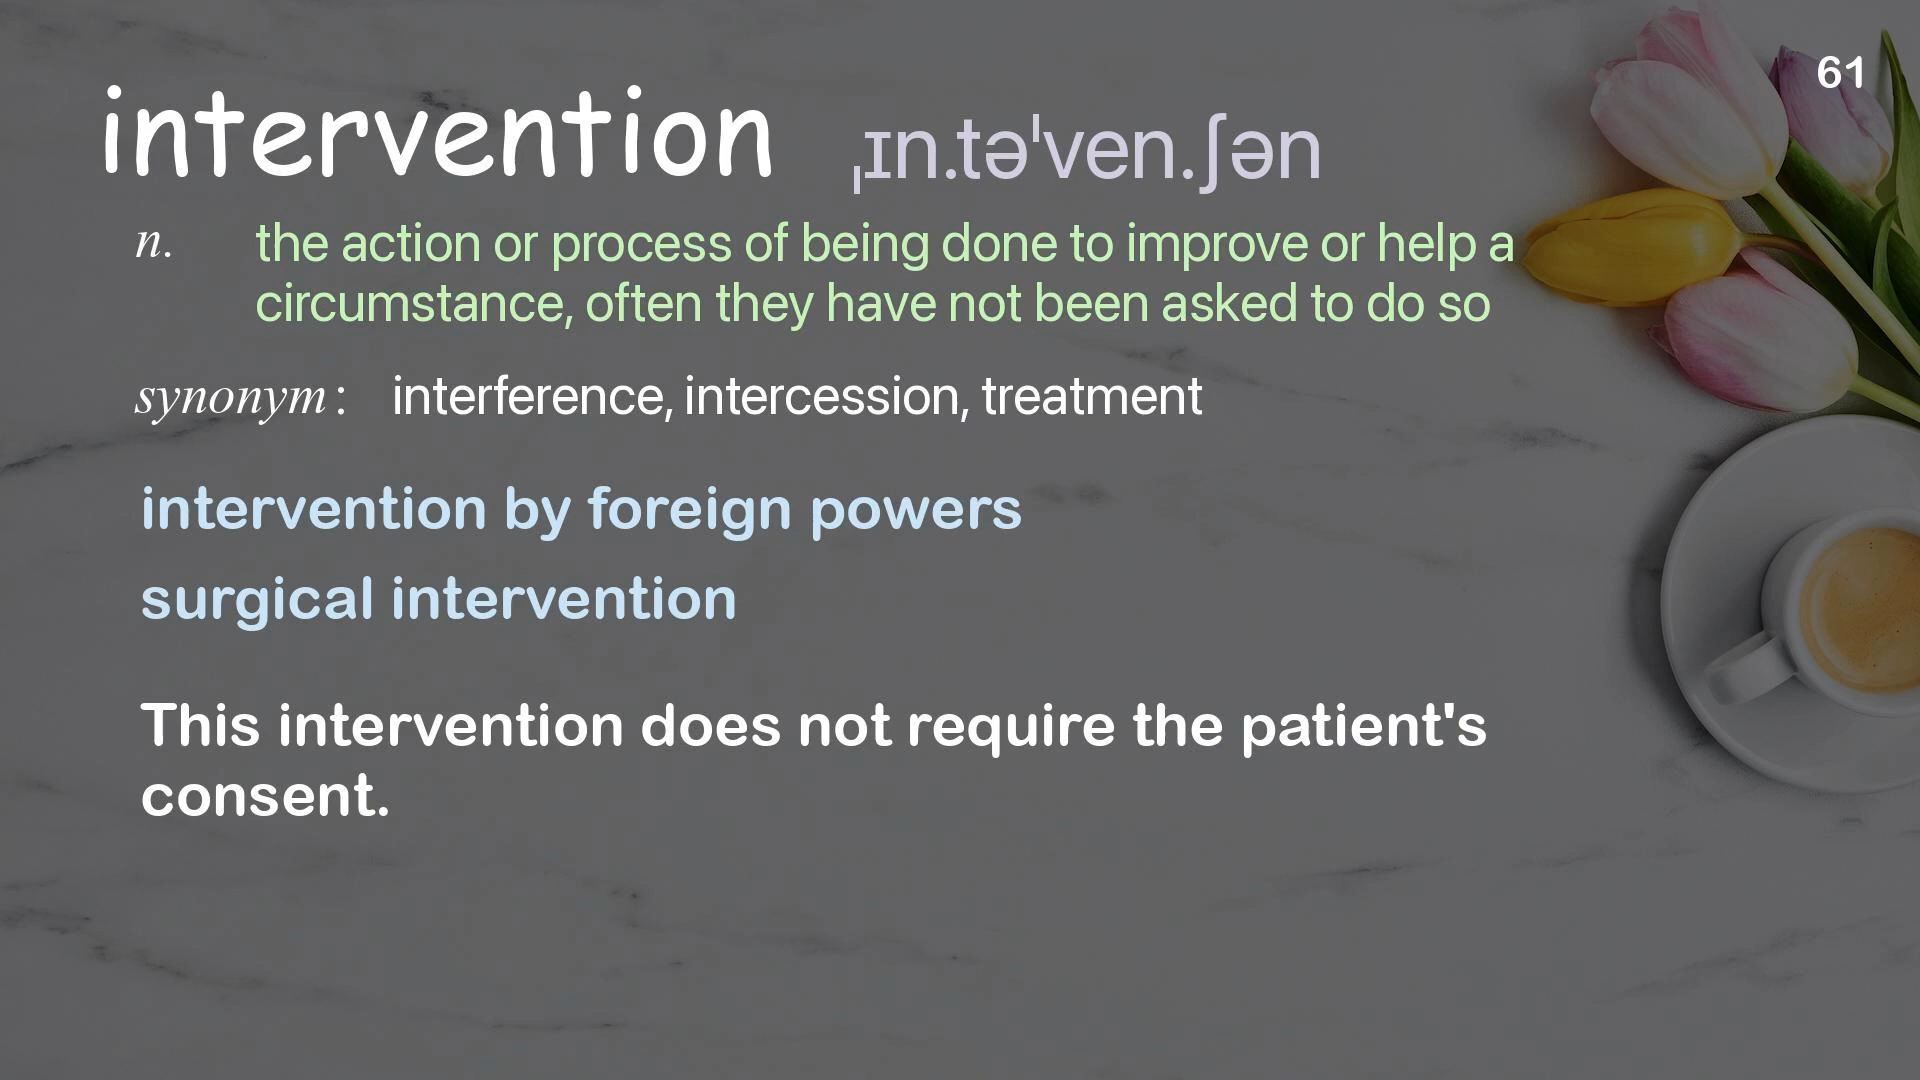 61
intervention ˌɪn.təˈven.ʃən
n. the action or process of being done to improve or help a
circumstance, often they have not been asked to do so
synonym: interference, intercession, treatment
intervention by foreign powers
surgical intervention
This intervention does not require the patient's
consent.